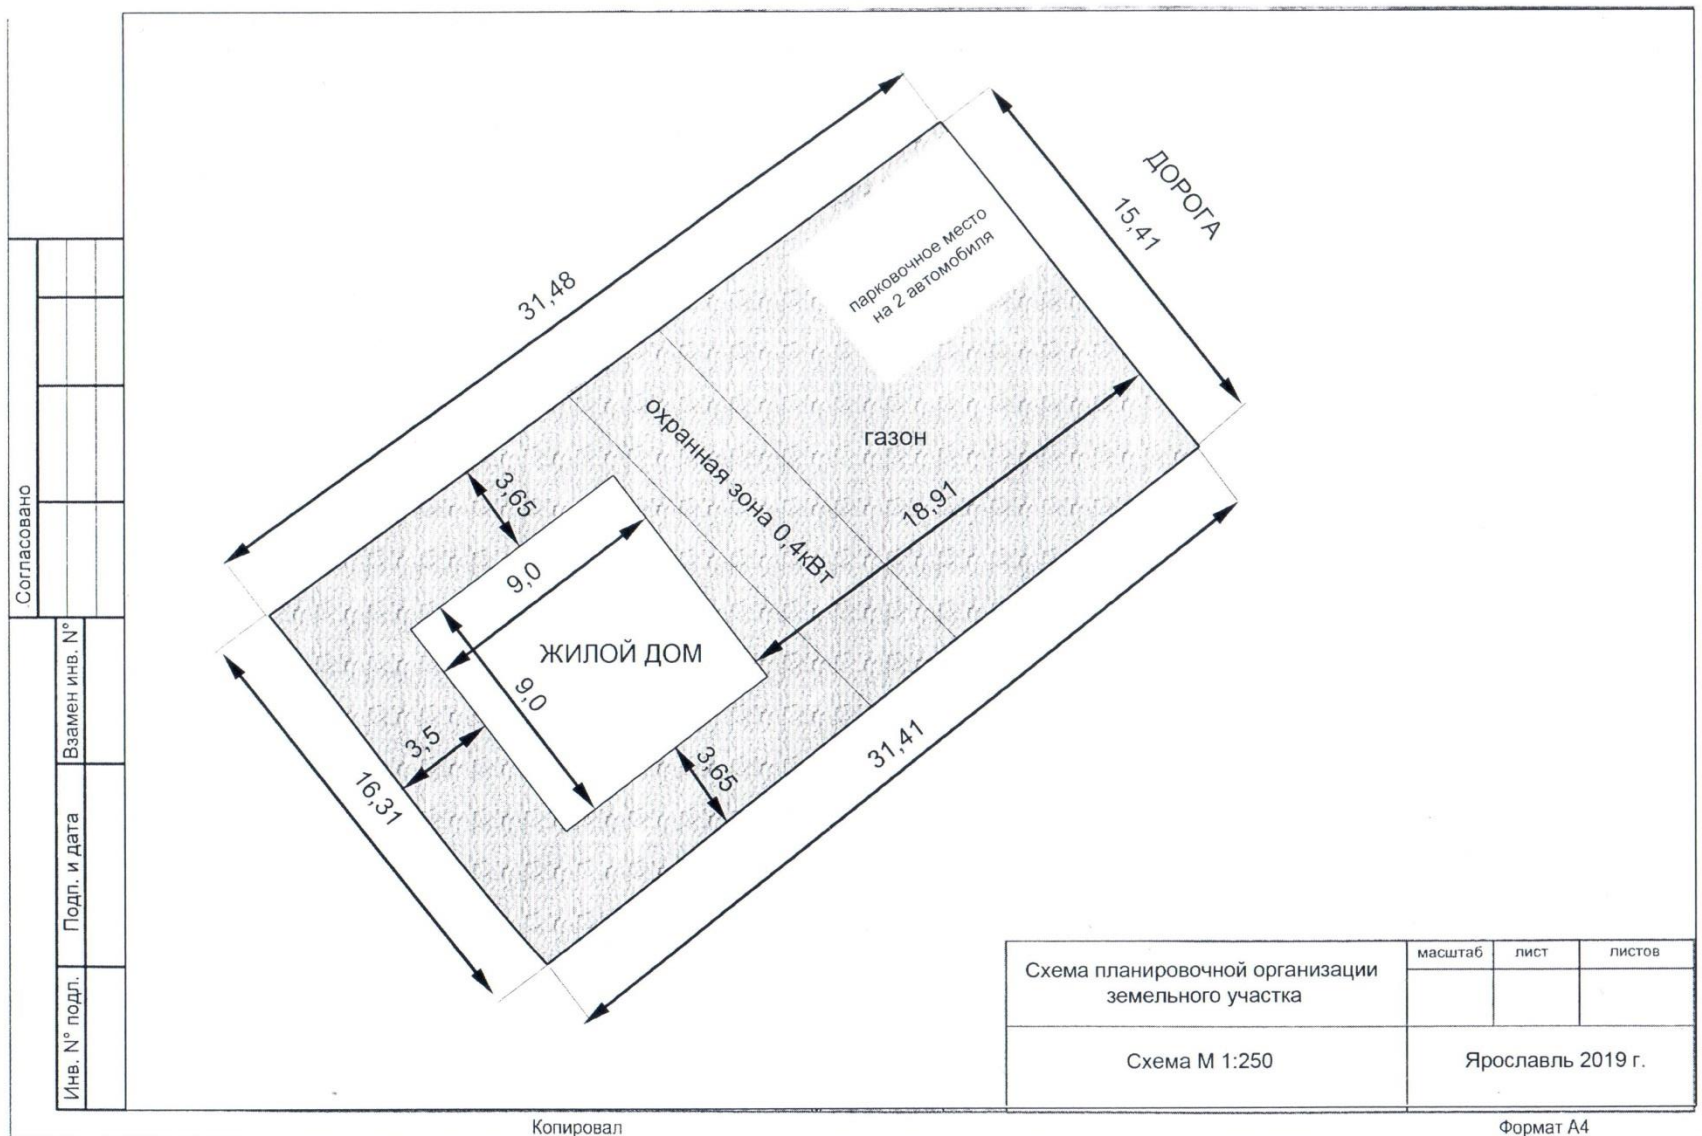 ДОРОГА
15,41
31,48
парковочное место
на 2 автомобиля
газон
охранная зона 0,4кВт
18,91
3,65
9,0
ЖИЛОЙ ДОМ
9,0
3,5
3,65
16,31
31,41
Согласовано
Взамен инв. N°
Подп. и дата
Инв. N° подл.
Схема планировочной организации
земельного участка
масштаб
лист
листов
Схема М 1:250
Ярославль 2019 г.
Копировал
Формат А4